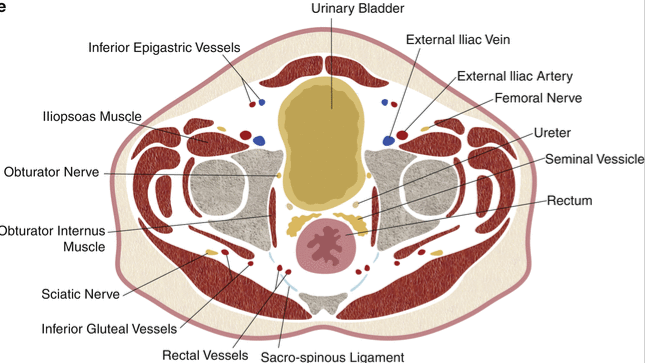 e
Urinary Bladder
External Iliac Vein
Inferior Epigastric Vessels
External Iliac Artery
Femoral Nerve
Iliopsoas Muscle
Ureter
Seminal Vessicle
Obturator Nerve
Rectum
Obturator Internus
Muscle
Sciatic Nerve
Inferior Gluteal Vessels
Rectal Vessels
Sacro-spinous Ligament